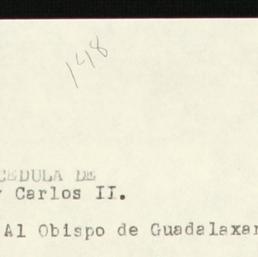 148
CEDULA DE
y Carlos II.
Al Obispo de Guadalaxar